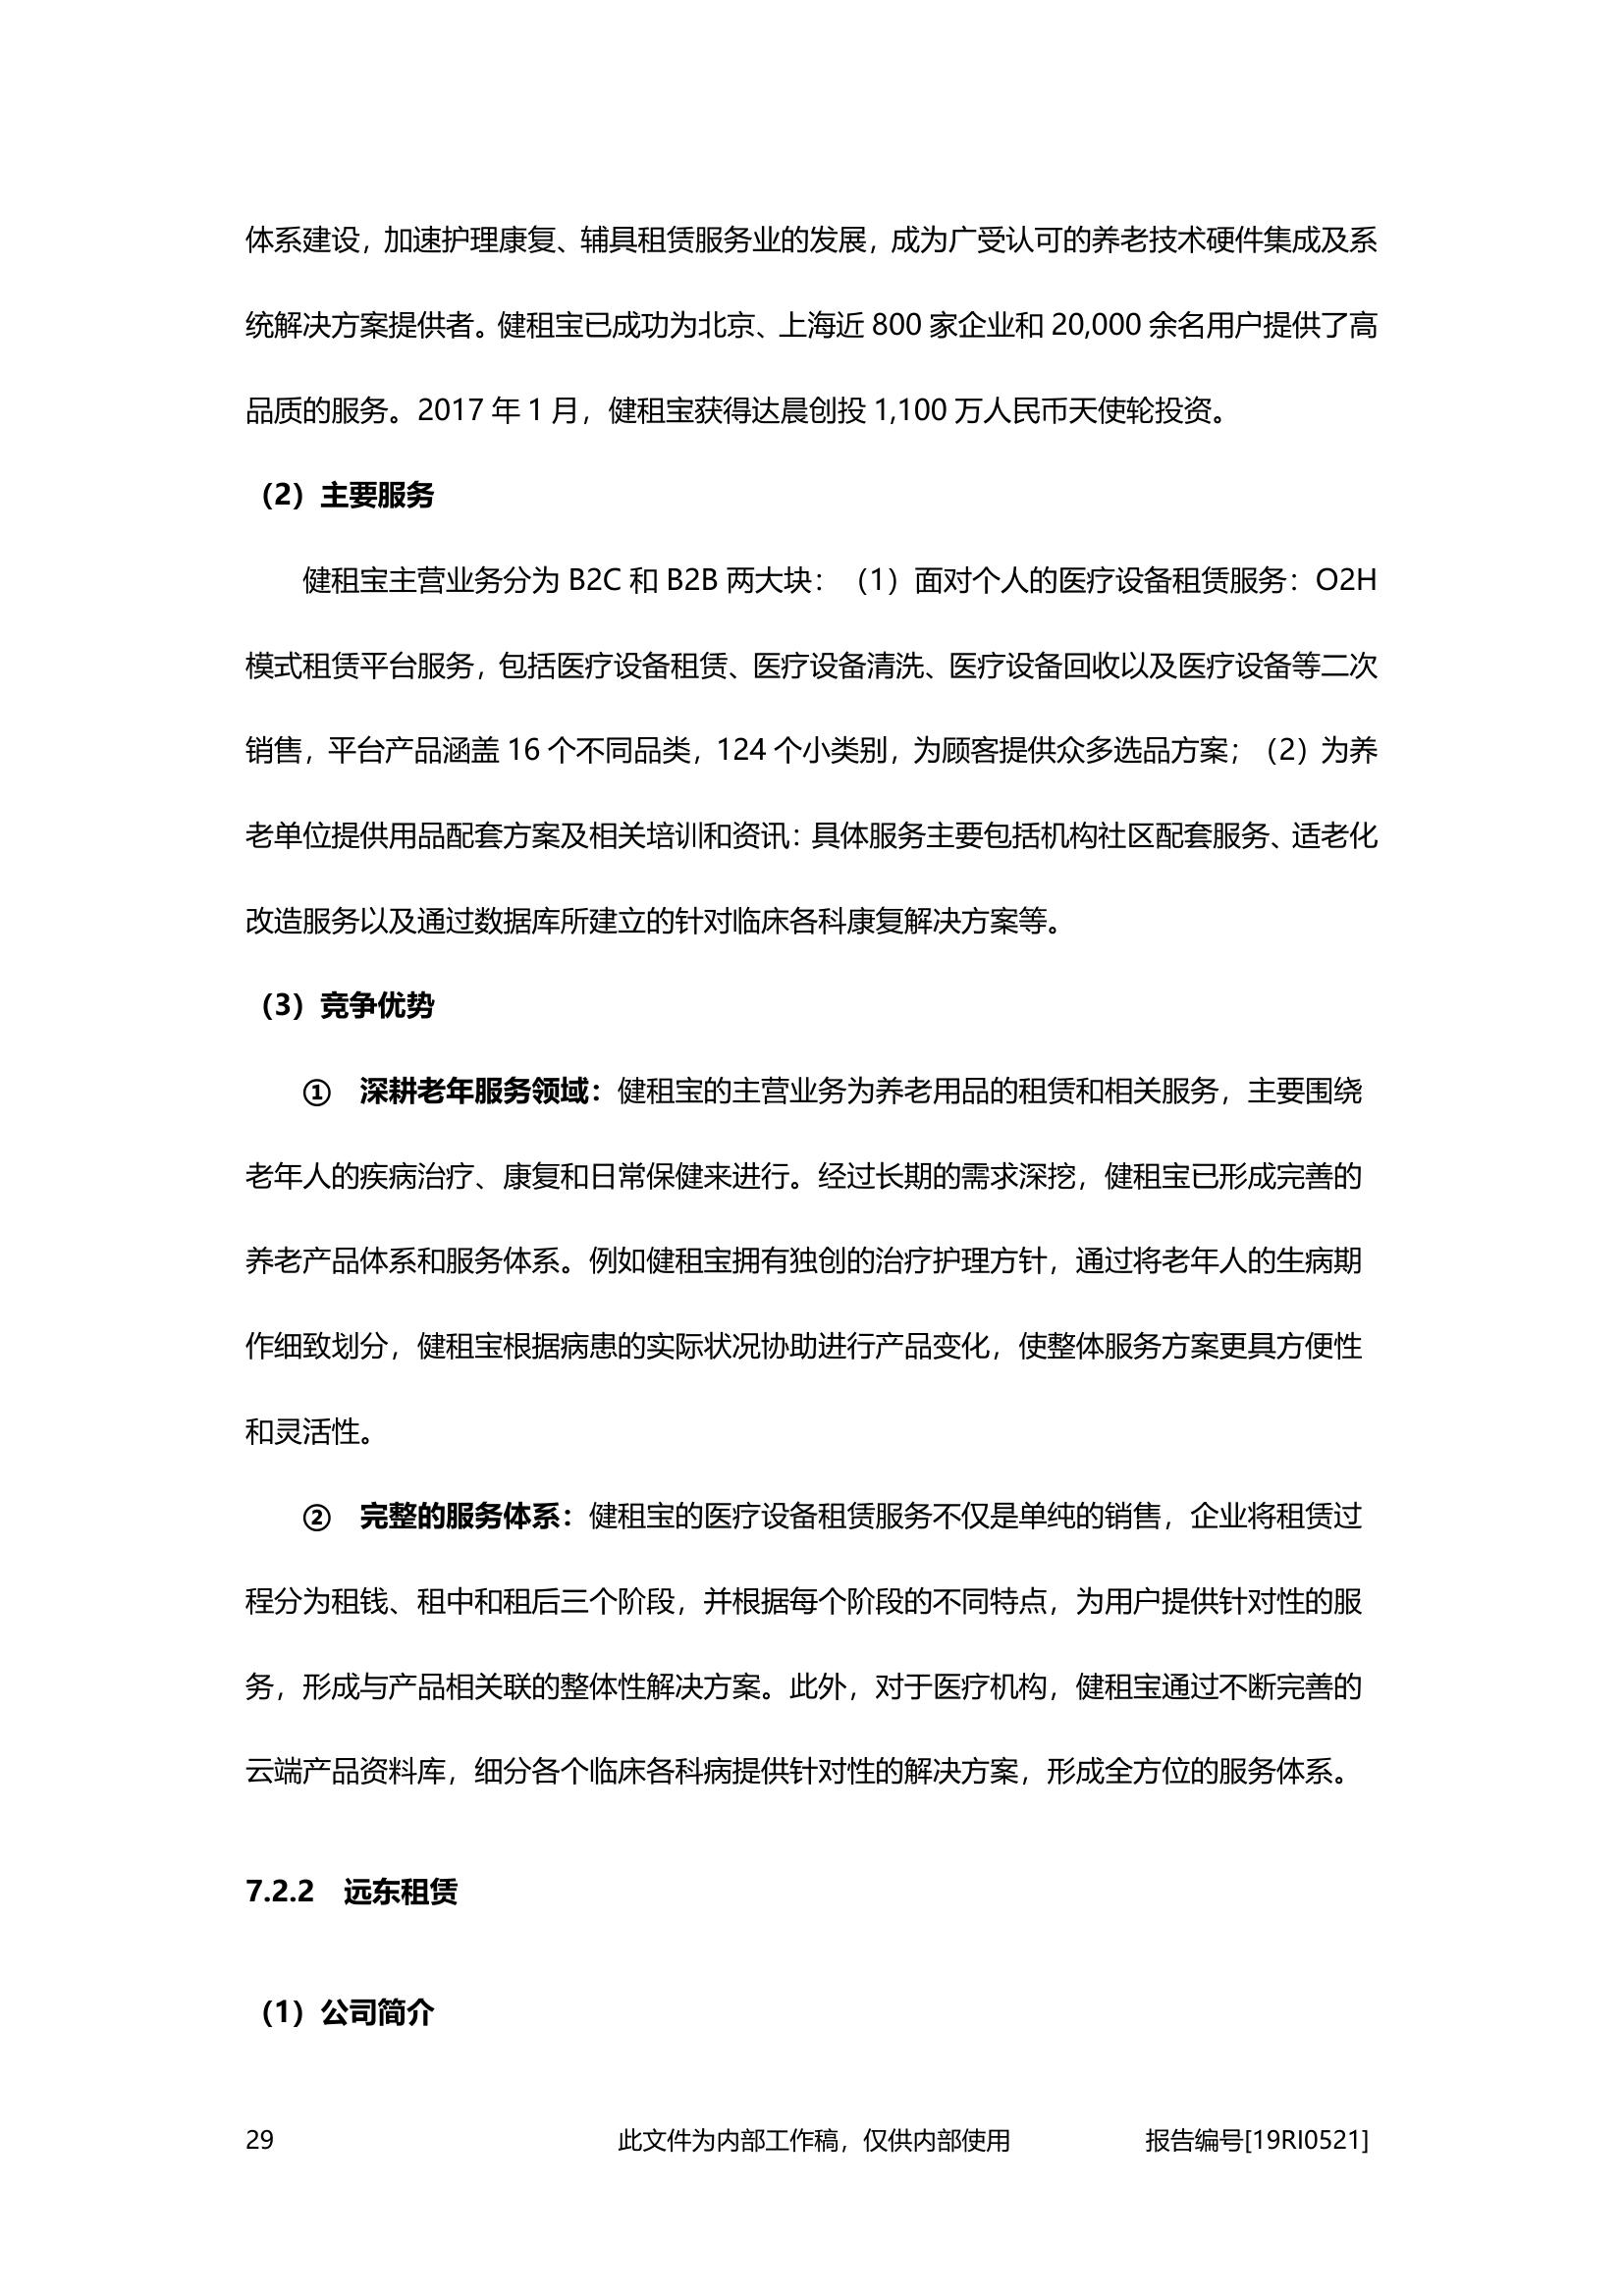 体系建设，加速护理康复、辅具租赁服务业的发展，成为广受认可的养老技术硬件集成及系
统解决方案提供者。健租宝已成功为北京、上海近 800 家企业和 20,000 余名用户提供了高
品质的服务。2017 年 1 月，健租宝获得达晨创投 1,100 万人民币天使轮投资。
（2）主要服务
健租宝主营业务分为 B2C 和 B2B 两大块：（1）面对个人的医疗设备租赁服务：O2H
模式租赁平台服务，包括医疗设备租赁、医疗设备清洗、医疗设备回收以及医疗设备等二次
销售，平台产品涵盖 16 个不同品类，124 个小类别，为顾客提供众多选品方案；（2）为养
老单位提供用品配套方案及相关培训和资讯：具体服务主要包括机构社区配套服务、适老化
改造服务以及通过数据库所建立的针对临床各科康复解决方案等。
（3）竞争优势
① 深耕老年服务领域：健租宝的主营业务为养老用品的租赁和相关服务，主要围绕
老年人的疾病治疗、康复和日常保健来进行。经过长期的需求深挖，健租宝已形成完善的
养老产品体系和服务体系。例如健租宝拥有独创的治疗护理方针，通过将老年人的生病期
作细致划分，健租宝根据病患的实际状况协助进行产品变化，使整体服务方案更具方便性
和灵活性。
② 完整的服务体系：健租宝的医疗设备租赁服务不仅是单纯的销售，企业将租赁过
程分为租钱、租中和租后三个阶段，并根据每个阶段的不同特点，为用户提供针对性的服
务，形成与产品相关联的整体性解决方案。此外，对于医疗机构，健租宝通过不断完善的
云端产品资料库，细分各个临床各科病提供针对性的解决方案，形成全方位的服务体系。
7.2.2 远东租赁
（1）公司简介
29 此文件为内部工作稿，仅供内部使用 报告编号[19RI0521]